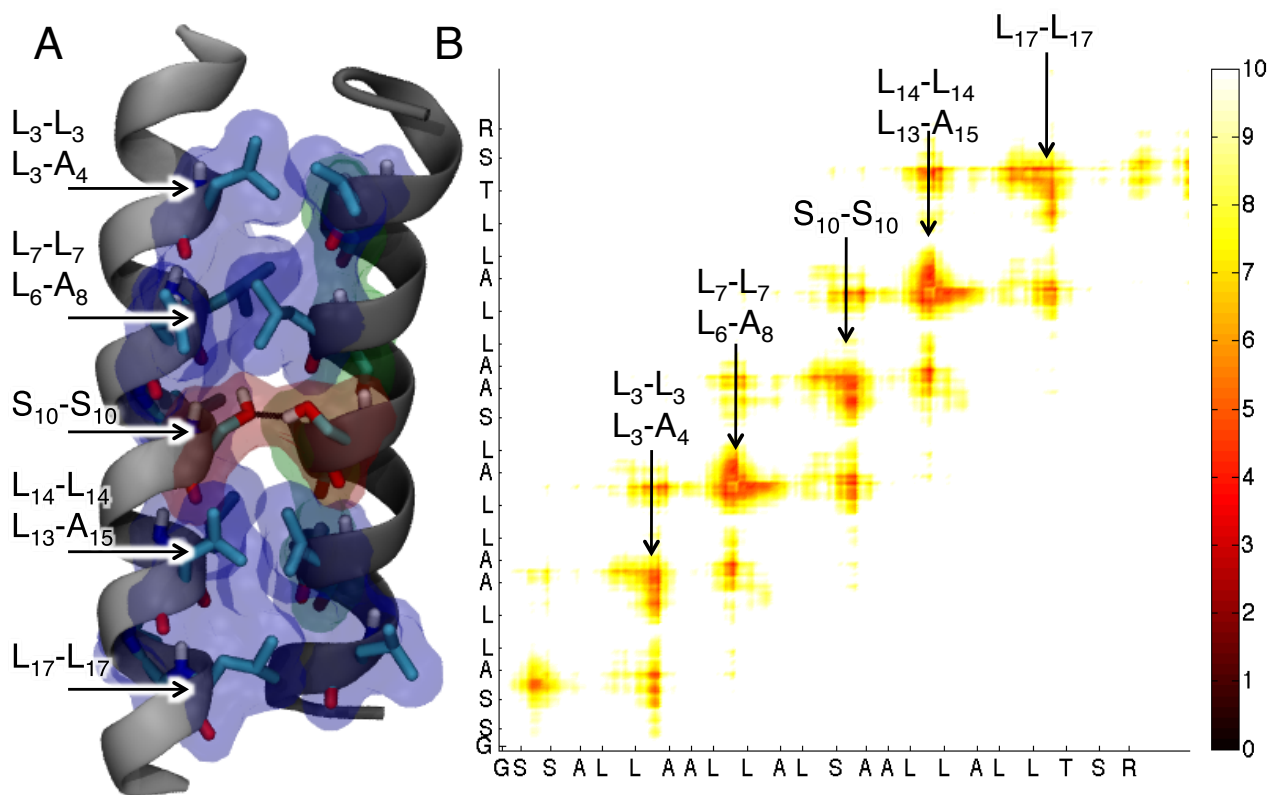 A
B
L3-L3
L3-A4
L7-L7
L6-A8
S10-S10
L14-L14
L13-A15
L17-L17
L17-L17
L14-L14
L13-A15
S10-S10
L7-L7
L6-A8
L3-L3
L3-A4
R
S
T
L
L
A
L
L
A
A
S
L
A
L
L
A
A
L
L
A
S
S
G
G S S A L L A A L L A L S A A L L A L L T S R
10
9
8
7
6
5
4
3
2
1
0